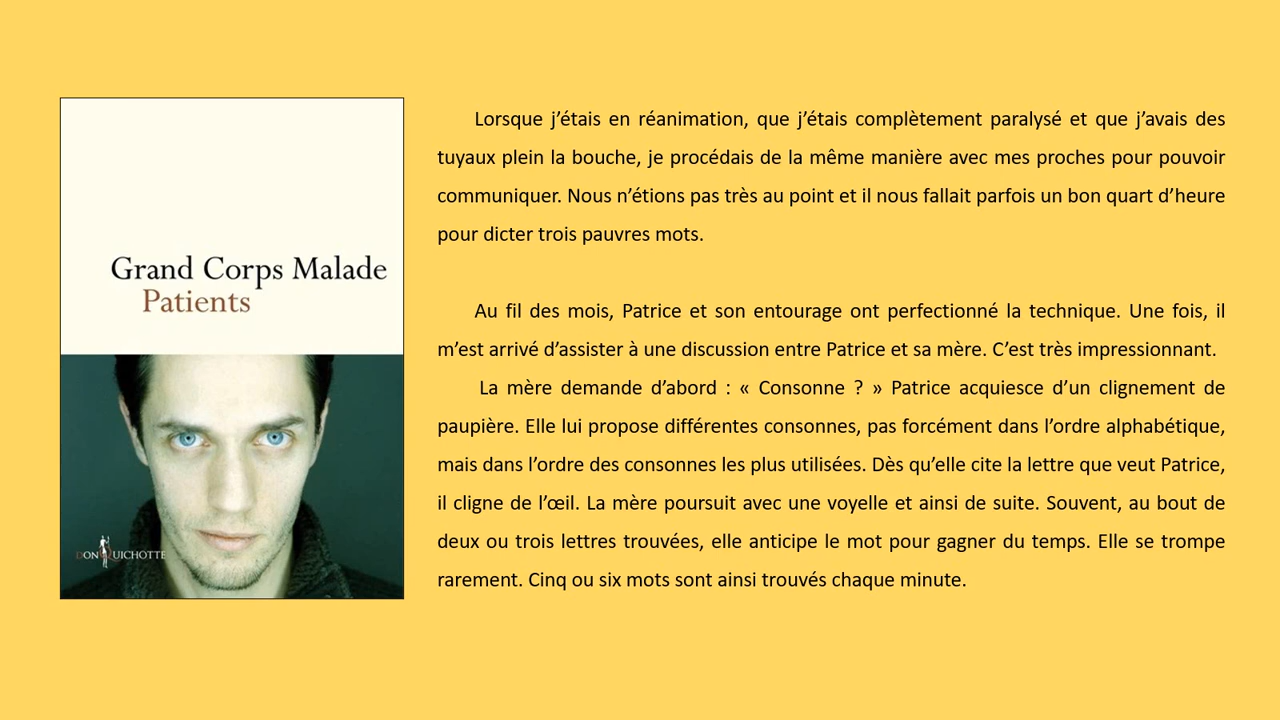 Grand Corps Malade
Patients
DON QUICHOTTE
Lorsque j’étais en réanimation, que j’étais complètement paralysé et que j’avais des
tuyaux plein la bouche, je procédais de la même manière avec mes proches pour pouvoir
communiquer. Nous n’étions pas très au point et il nous fallait parfois un bon quart d’heure
pour dicter trois pauvres mots.
Au fil des mois, Patrice et son entourage ont perfectionné la technique. Une fois, il
m’est arrivé d’assister à une discussion entre Patrice et sa mère. C’est très impressionnant.
La mère demande d’abord : « Consonne ? » Patrice acquiesce d’un clignement de
paupière. Elle lui propose différentes consonnes, pas forcément dans l’ordre alphabétique,
mais dans l’ordre des consonnes les plus utilisées. Dès qu’elle cite la lettre que veut Patrice,
il cligne de l’œil. La mère poursuit avec une voyelle et ainsi de suite. Souvent, au bout de
deux ou trois lettres trouvées, elle anticipe le mot pour gagner du temps. Elle se trompe
rarement. Cinq ou six mots sont ainsi trouvés chaque minute.